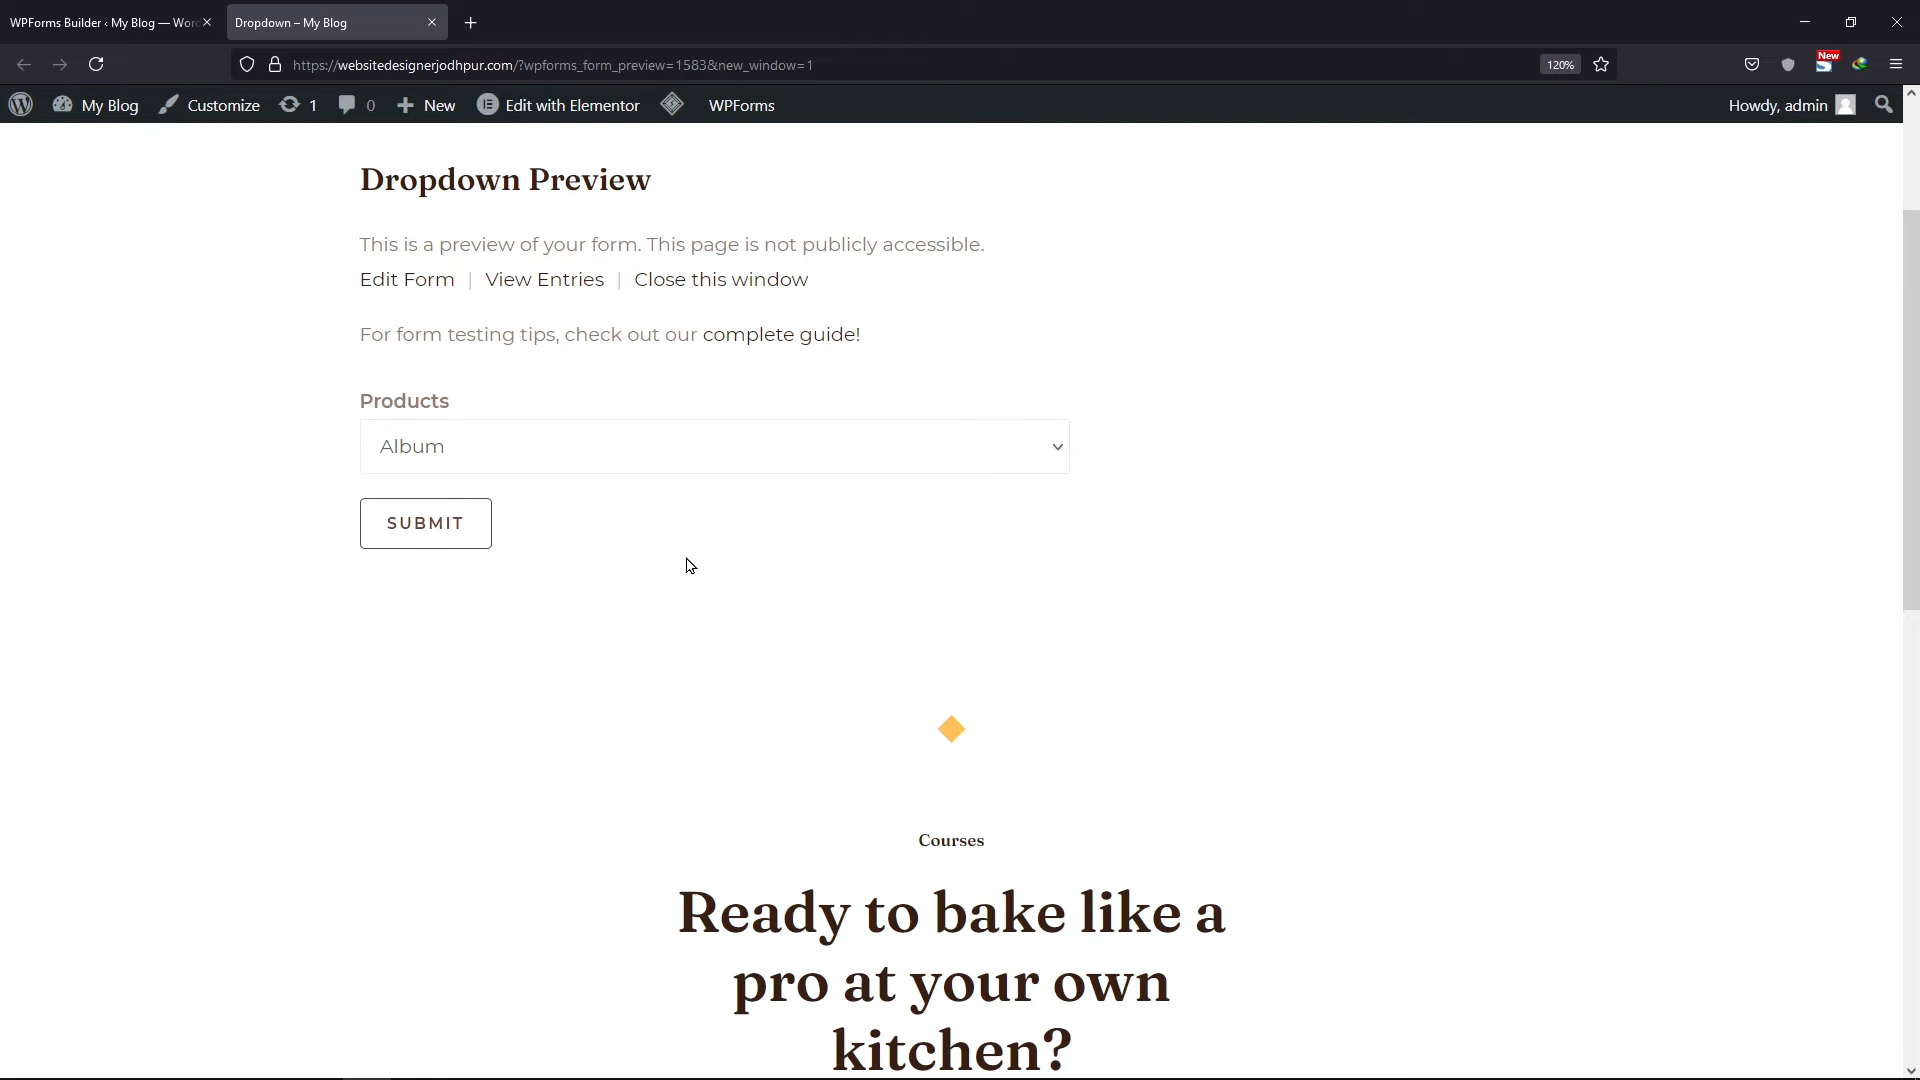 WPForms Builder ‹ My Blog — Wor
Dropdown – My Blog
https://websitedesignerjodhpur.com/?wpforms_form_preview=1583&new_window=1
120%
New
My Blog
Customize
1
0
New
Edit with Elementor
WPForms
Howdy, admin
Dropdown Preview
This is a preview of your form. This page is not publicly accessible.
Edit Form | View Entries | Close this window
For form testing tips, check out our complete guide!
Products
Album
SUBMIT
Courses
Ready to bake like a
pro at your own
kitchen?